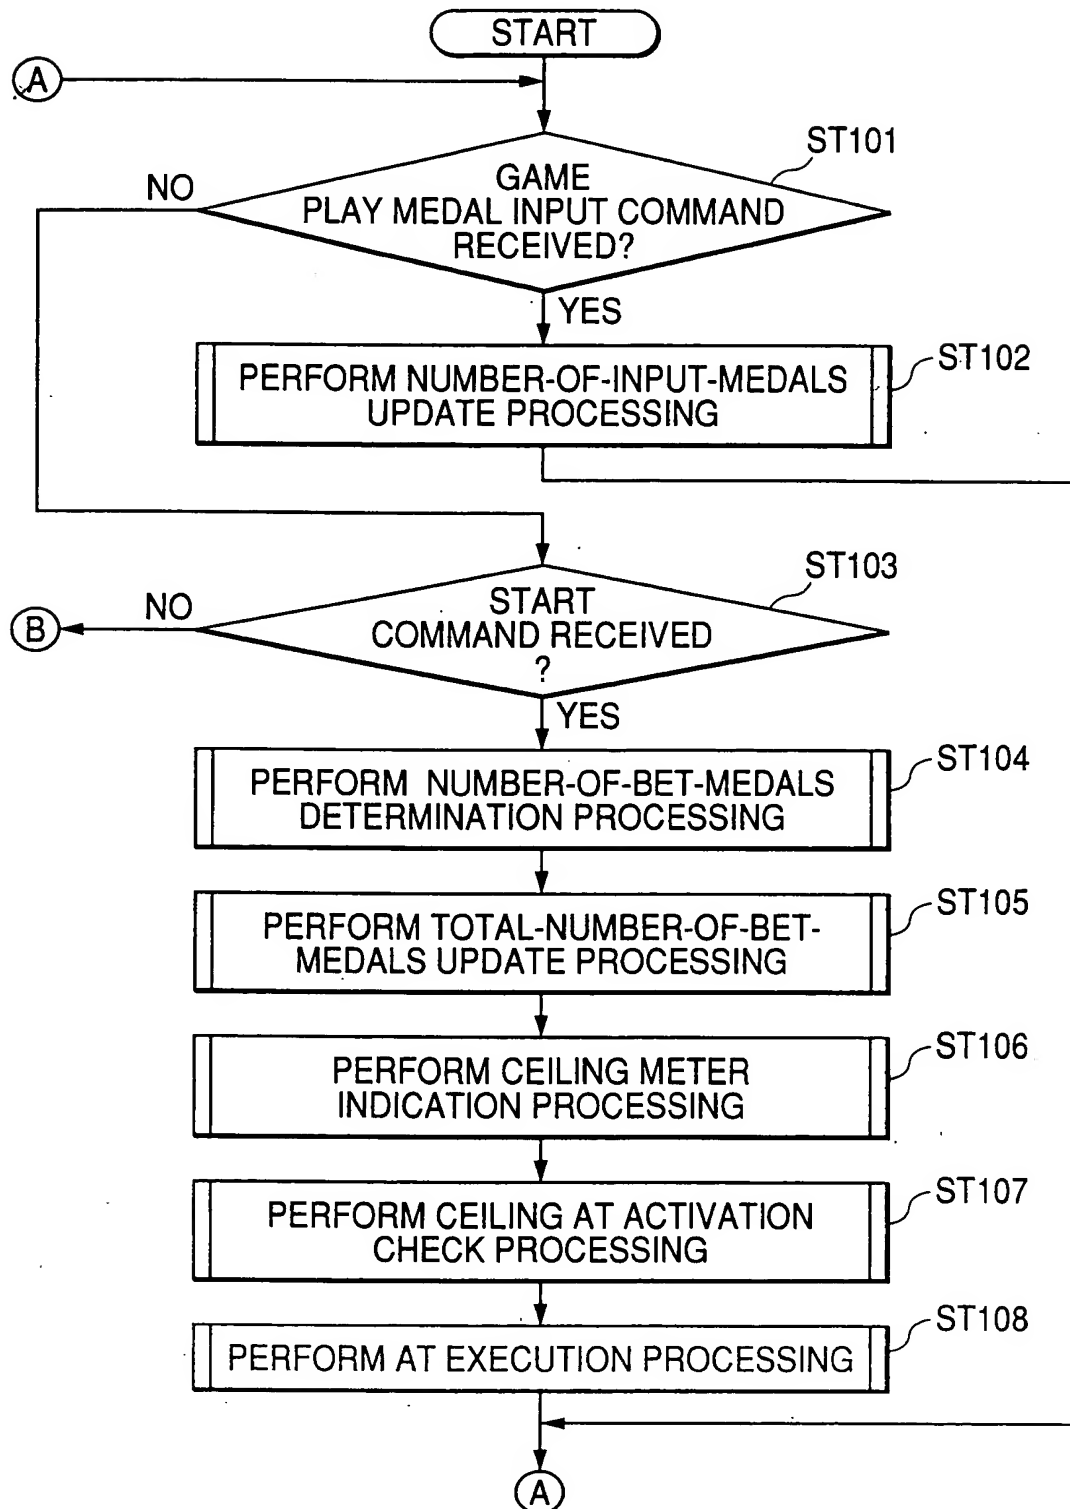 START
A
ST101
NO
GAME
PLAY MEDAL INPUT COMMAND
RECEIVED?
YES
ST102
PERFORM NUMBER-OF-INPUT-MEDALS
UPDATE PROCESSING
ST103
NO
B
START
COMMAND RECEIVED
?
YES
ST104
PERFORM NUMBER-OF-BET-MEDALS
DETERMINATION PROCESSING
ST105
PERFORM TOTAL-NUMBER-OF-BET-
MEDALS UPDATE PROCESSING
ST106
PERFORM CEILING METER
INDICATION PROCESSING
ST107
PERFORM CEILING AT ACTIVATION
CHECK PROCESSING
ST108
PERFORM AT EXECUTION PROCESSING
A